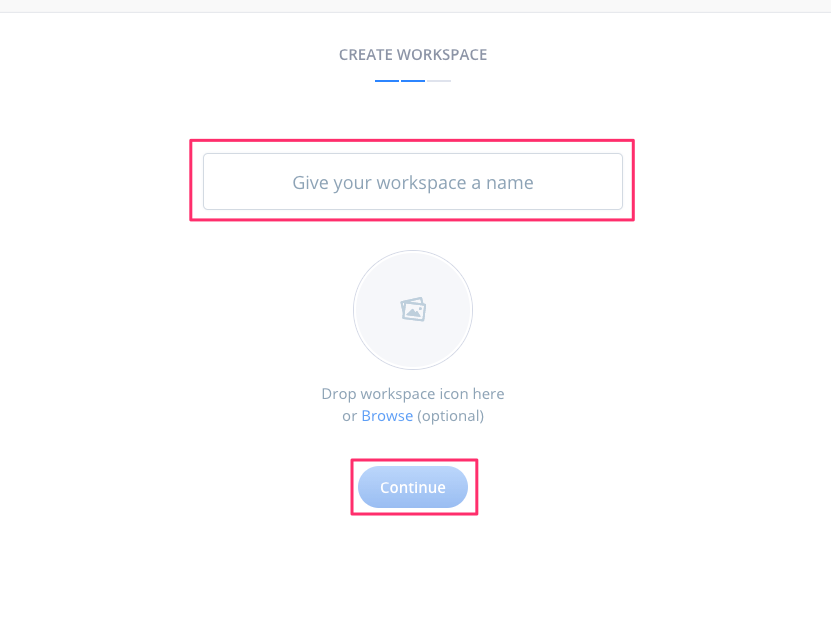 CREATE WORKSPACE
Give your workspace a name
Drop workspace icon here
or Browse (optional)
Continue